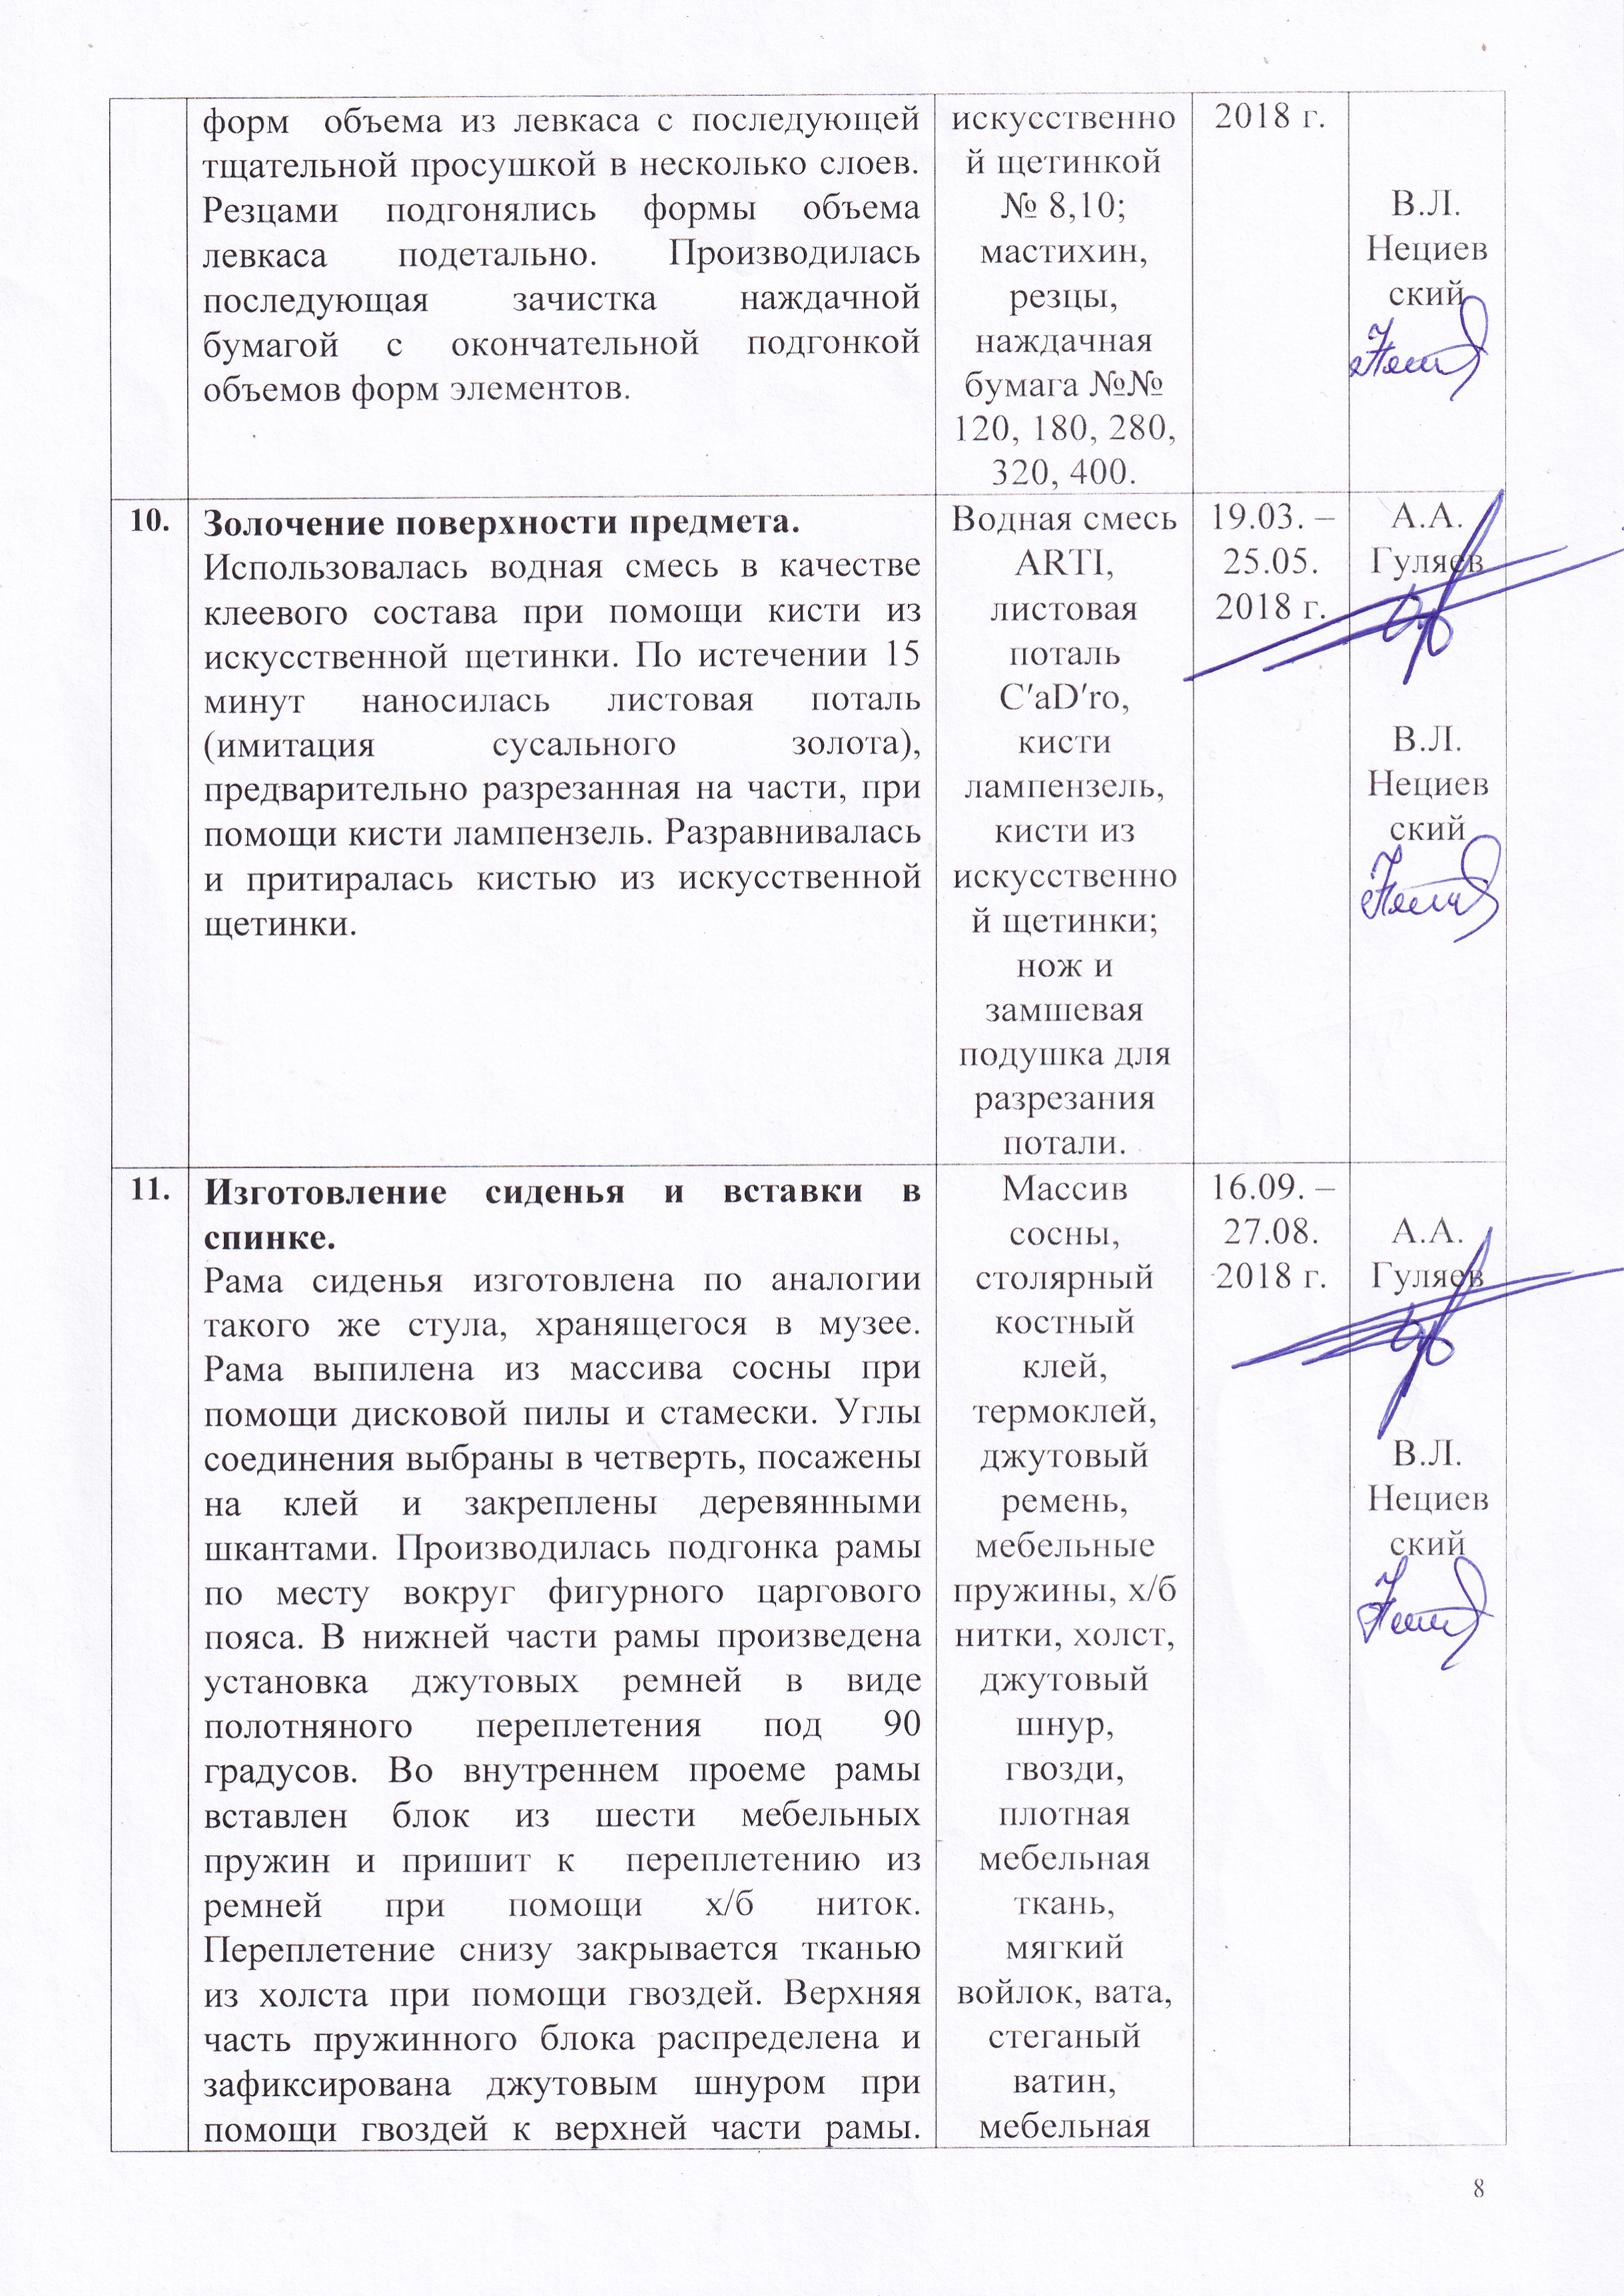 форм объема из левкаса с последующей
тщательной просушкой в несколько слоев.
Резцами подгонялись формы объема
левкаса подетально. Производилась
последующая зачистка наждачной
бумагой с окончательной подгонкой
объемов форм элементов.
искусственно
й щетинкой
№ 8,10;
мастихин,
резцы,
наждачная
бумага №№
120, 180, 280,
320, 400.
2018 г.
В.Л.
Нециев
ский
10.
Золочение поверхности предмета.
Использовалась водная смесь в качестве
клеевого состава при помощи кисти из
искусственной щетинки. По истечении 15
минут наносилась листовая поталь
(имитация сусального золота),
предварительно разрезанная на части, при
помощи кисти лампензель. Разравнивалась
и притиралась кистью из искусственной
щетинки.
Водная смесь
ARTI,
листовая
поталь
C'aD'ro,
кисти
лампензель,
кисти из
искусственно
й щетинки;
нож и
замшевая
подушка для
разрезания
потали.
19.03. –
25.05.
2018 г.
А.А.
Гуляев
В.Л.
Нециев
ский
11.
Изготовление сиденья и вставки в
спинке.
Рама сиденья изготовлена по аналогии
такого же стула, хранящегося в музее.
Рама выпилена из массива сосны при
помощи дисковой пилы и стамески. Углы
соединения выбраны в четверть, посажены
на клей и закреплены деревянными
шкантами. Производилась подгонка рамы
по месту вокруг фигурного царгового
пояса. В нижней части рамы произведена
установка джутовых ремней в виде
полотняного переплетения под 90
градусов. Во внутреннем проеме рамы
вставлен блок из шести мебельных
пружин и пришит к переплетению из
ремней при помощи х/б ниток.
Переплетение снизу закрывается тканью
из холста при помощи гвоздей. Верхняя
часть пружинного блока распределена и
зафиксирована джутовым шнуром при
помощи гвоздей к верхней части рамы.
Массив
сосны,
столярный
костный
клей,
термоклей,
джутовый
ремень,
мебельные
пружины, х/б
нитки, холст,
джутовый
шнур,
гвозди,
плотная
мебельная
ткань,
мягкий
войлок, вата,
стеганый
ватин,
мебельная
16.09. –
27.08.
2018 г.
А.А.
Гуляев
В.Л.
Нециев
ский
8